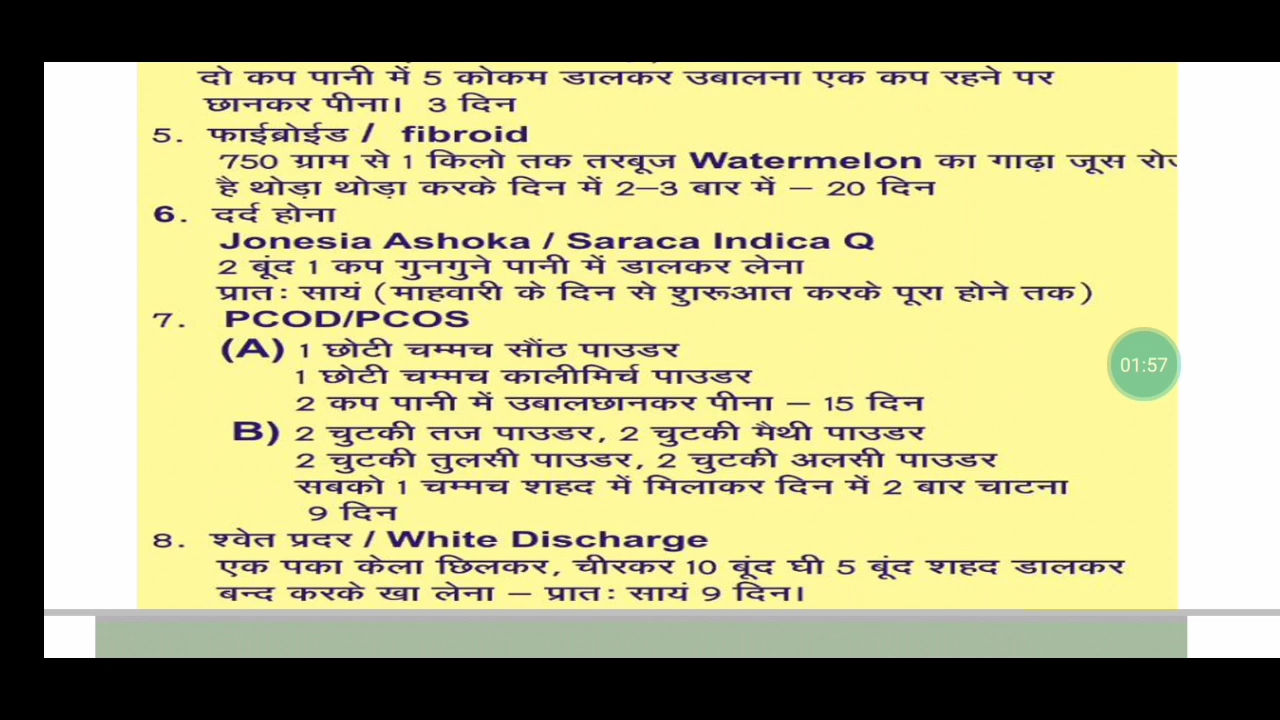 दो कप पानी में 5 कोकम डालकर उबालना एक कप रहने पर
छानकर पीना। 3 दिन
5. फाईब्रोईड / fibroid
750 ग्राम से 1 किलो तक तरबूज Watermelon का गाढ़ा जूस
है थोड़ा थोड़ा करके दिन में 2–3 बार में – 20 दिन
6. दर्द होना
Jonesia Ashoka / Saraca Indica Q
2 बूंद 1 कप गुनगुने पानी में डालकर लेना
प्रातः सायं (माहवारी के दिन से शुरूआत करके पूरा होने तक)
7. PCOD/PCOS
(A) 1 छोटी चम्मच सौंठ पाउडर
1 छोटी चम्मच कालीमिर्च पाउडर
01:57
2 कप पानी में उबालछानकर पीना – 15 दिन
B) 2 चुटकी तज पाउडर, 2 चुटकी मैथी पाउडर
2 चुटकी तुलसी पाउडर, 2 चुटकी अलसी पाउडर
सबको 1 चम्मच शहद में मिलाकर दिन में 2 बार चाटना
9 दिन
8. श्वेत प्रदर / White Discharge
एक पका केला छिलकर, चीरकर 10 बूंद घी 5 बूंद शहद डालकर
बन्द करके खा लेना – प्रातः सायं 9 दिन।